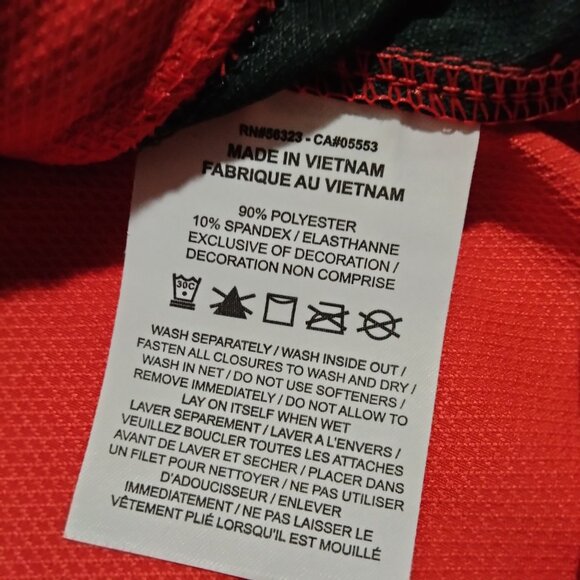 RN#56323 - CA#05553
MADE IN VIETNAM
FABRIQUE AU VIETNAM
90% POLYESTER
10% SPANDEX / ELASTHANNE
EXCLUSIVE OF DECORATION /
DECORATION NON COMPRISE
30C
WASH SEPARATELY / WASH INSIDE OUT /
FASTEN ALL CLOSURES TO WASH AND DRY /
WASH IN NET / DO NOT USE SOFTENERS /
REMOVE IMMEDIATELY / DO NOT ALLOW TO
LAY ON ITSELF WHEN WET
LAVER SEPAREMENT / LAVER A L'ENVERS /
VEUILLEZ BOUCLER TOUTES LES ATTACHES
AVANT DE LAVER ET SECHER / PLACER DANS
UN FILET POUR NETTOYER / NE PAS UTILISER
D'ADOUCISSEUR / ENLEVER
IMMEDIATEMENT / NE PAS LAISSER LE
VÊTEMENT PLIÉ LORSQU'IL EST MOUILLÉ